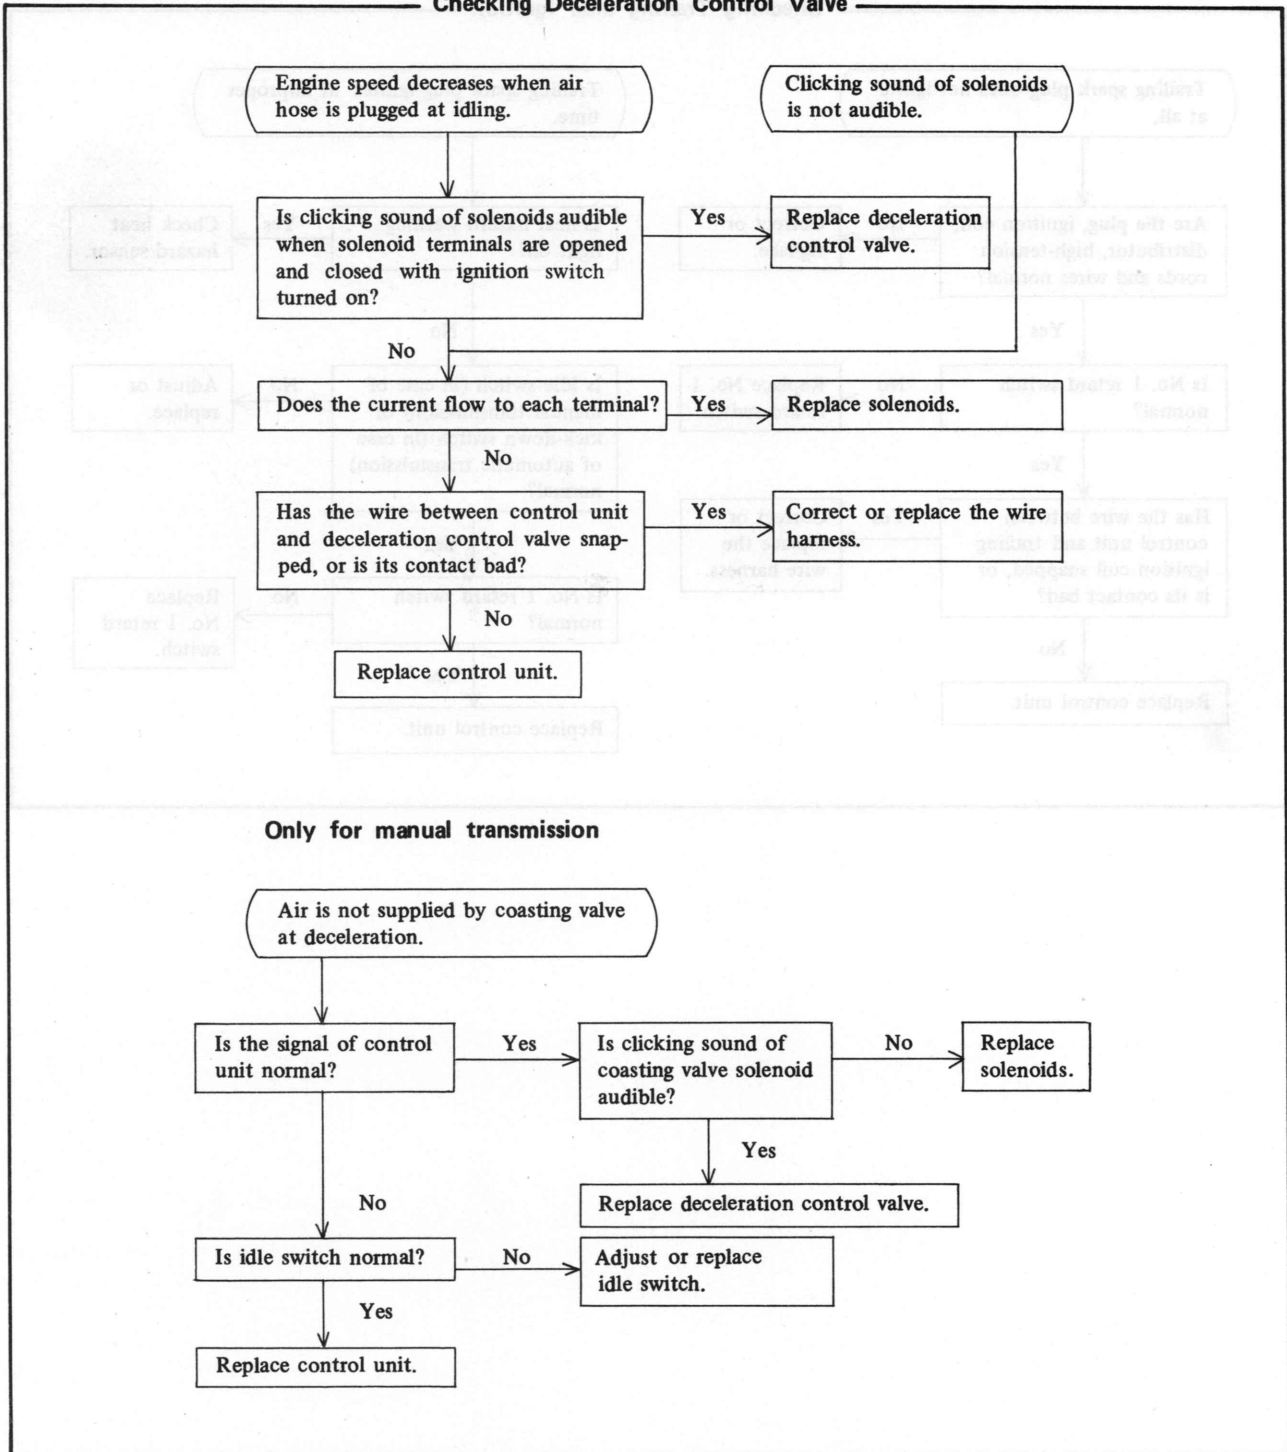 Checking Deceleration Control Valve
Engine speed decreases when air
hose is plugged at idling.
Clicking sound of solenoids
is not audible.
Is clicking sound of solenoids audible
when solenoid terminals are opened
and closed with ignition switch
turned on?
Yes
Replace deceleration
control valve.
No
Does the current flow to each terminal?
Yes
Replace solenoids.
No
Has the wire between control unit
and deceleration control valve snap-
ped, or is its contact bad?
Yes
Correct or replace the wire
harness.
No
Replace control unit.
Only for manual transmission
Air is not supplied by coasting valve
at deceleration.
Is the signal of control
unit normal?
Yes
Is clicking sound of
coasting valve solenoid
audible?
No
Replace
solenoids.
Yes
Replace deceleration control valve.
No
Is idle switch normal?
No
Adjust or replace
idle switch.
Yes
Replace control unit.